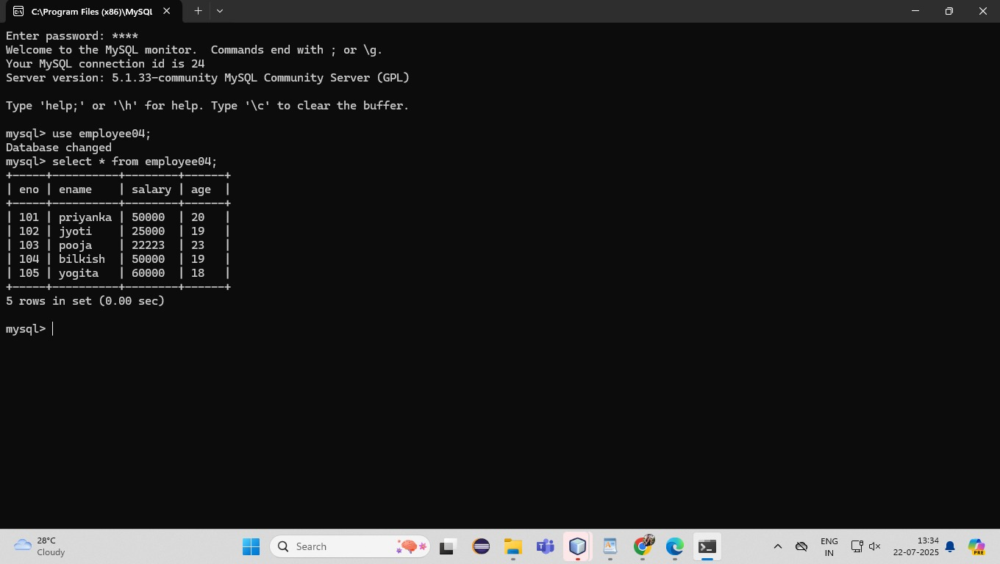 C:\Program Files (x86)\MySQL
Enter password: ****
Welcome to the MySQL monitor.  Commands end with ; or \g.
Your MySQL connection id is 24
Server version: 5.1.33-community MySQL Community Server (GPL)
Type 'help;' or '\h' for help. Type '\c' to clear the buffer.
mysql> use employee04;
Database changed
mysql> select * from employee04;
+-----+----------+--------+------+
| eno | ename    | salary | age  |
+-----+----------+--------+------+
| 101 | priyanka | 50000  | 20   |
| 102 | jyoti    | 25000  | 19   |
| 103 | pooja    | 22223  | 23   |
| 104 | bilkish  | 50000  | 19   |
| 105 | yogita   | 60000  | 18   |
+-----+----------+--------+------+
5 rows in set (0.00 sec)
mysql>
28°C
Cloudy
Search
ENG
IN
13:34
22-07-2025
PRE